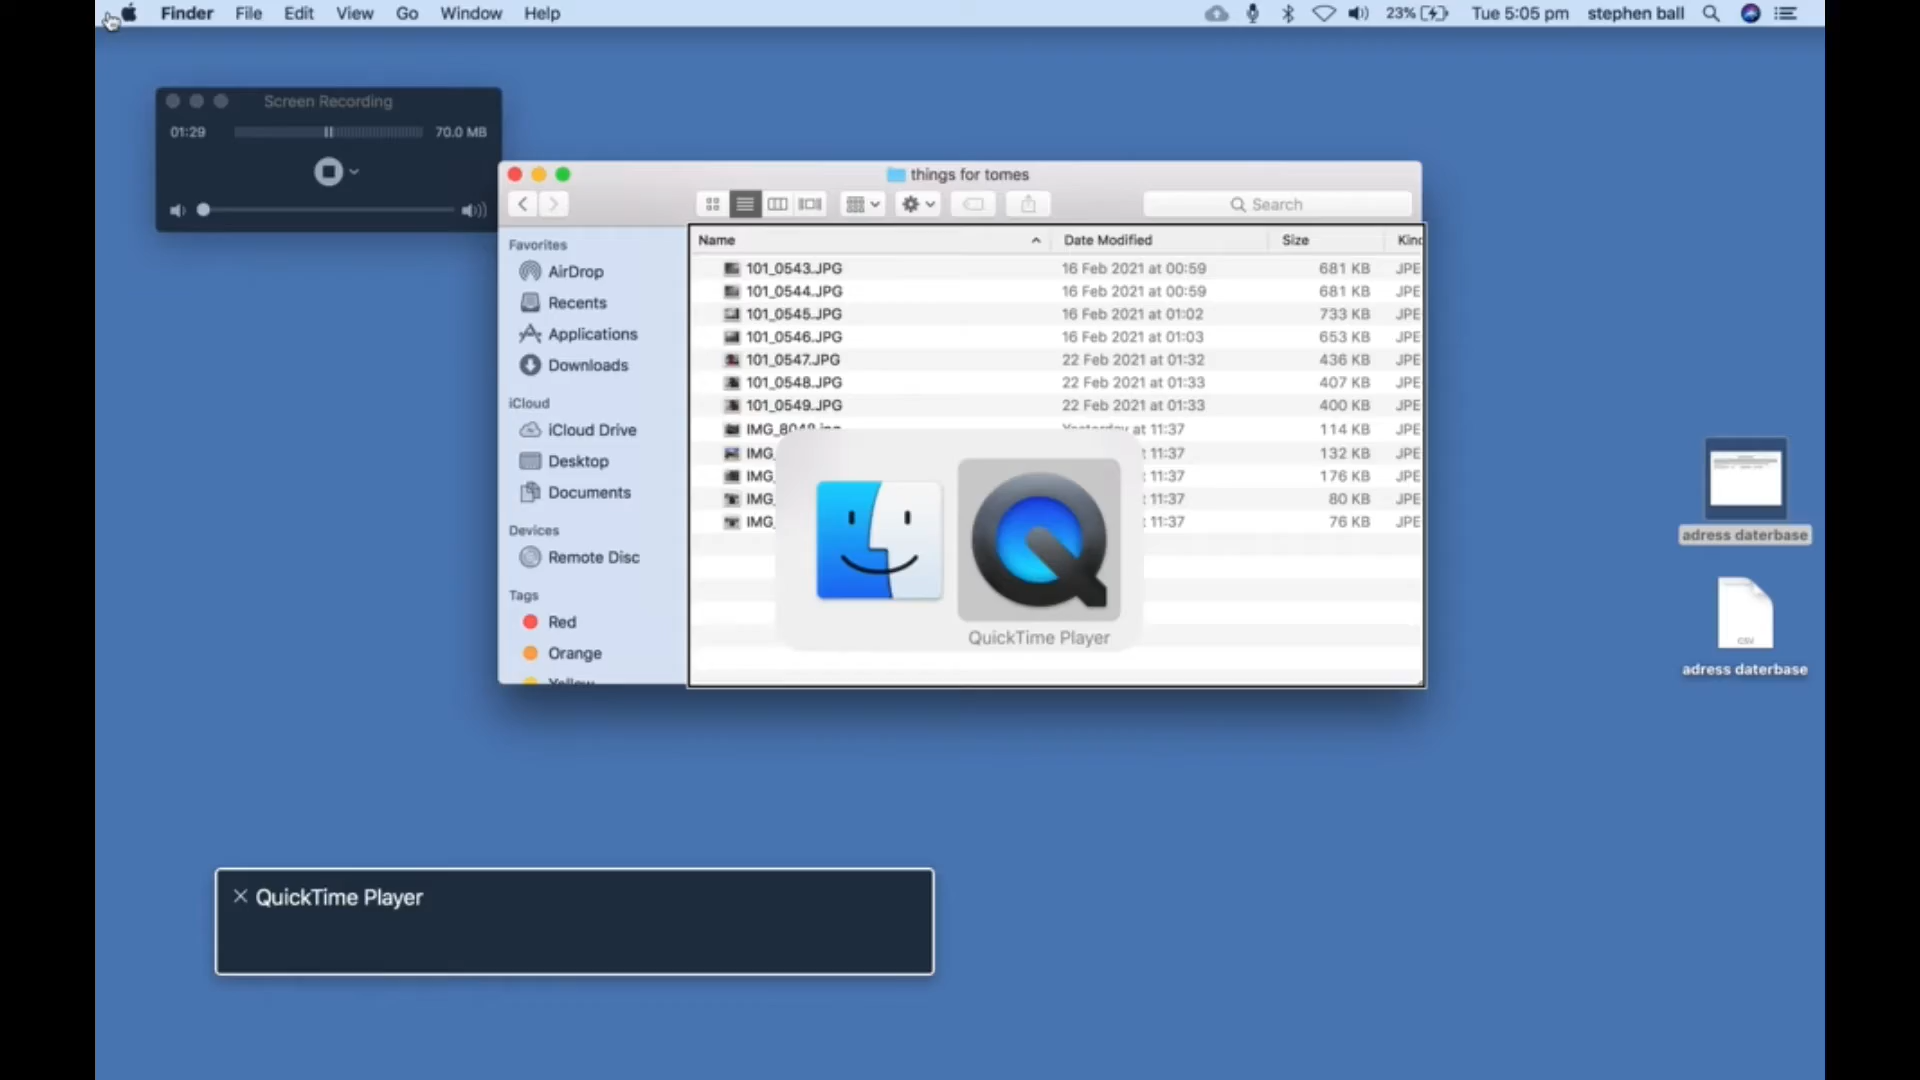 Finder File Edit View Go Window Help 23% Tue 5:05 pm stephen ball
Screen Recording
01:29 70.0 MB
things for tomes
Search
Favorites
AirDrop
Recents
Applications
Downloads
iCloud
iCloud Drive
Desktop
Documents
Devices
Remote Disc
Tags
Red
Orange
Yellow
Name Date Modified Size Kind
101_0543.JPG 16 Feb 2021 at 00:59 681 KB JPE
101_0544.JPG 16 Feb 2021 at 00:59 681 KB JPE
101_0545.JPG 16 Feb 2021 at 01:02 733 KB JPE
101_0546.JPG 16 Feb 2021 at 01:03 653 KB JPE
101_0547.JPG 22 Feb 2021 at 01:32 436 KB JPE
101_0548.JPG 22 Feb 2021 at 01:33 407 KB JPE
101_0549.JPG 22 Feb 2021 at 01:33 400 KB JPE
IMG_8048.jpg Yesterday at 11:37 114 KB JPE
IMG_ 11:37 132 KB JPE
IMG_ 11:37 176 KB JPE
IMG_ 11:37 80 KB JPE
IMG_ 11:37 76 KB JPE
QuickTime Player
adress daterbase
CSV
adress daterbase
QuickTime Player